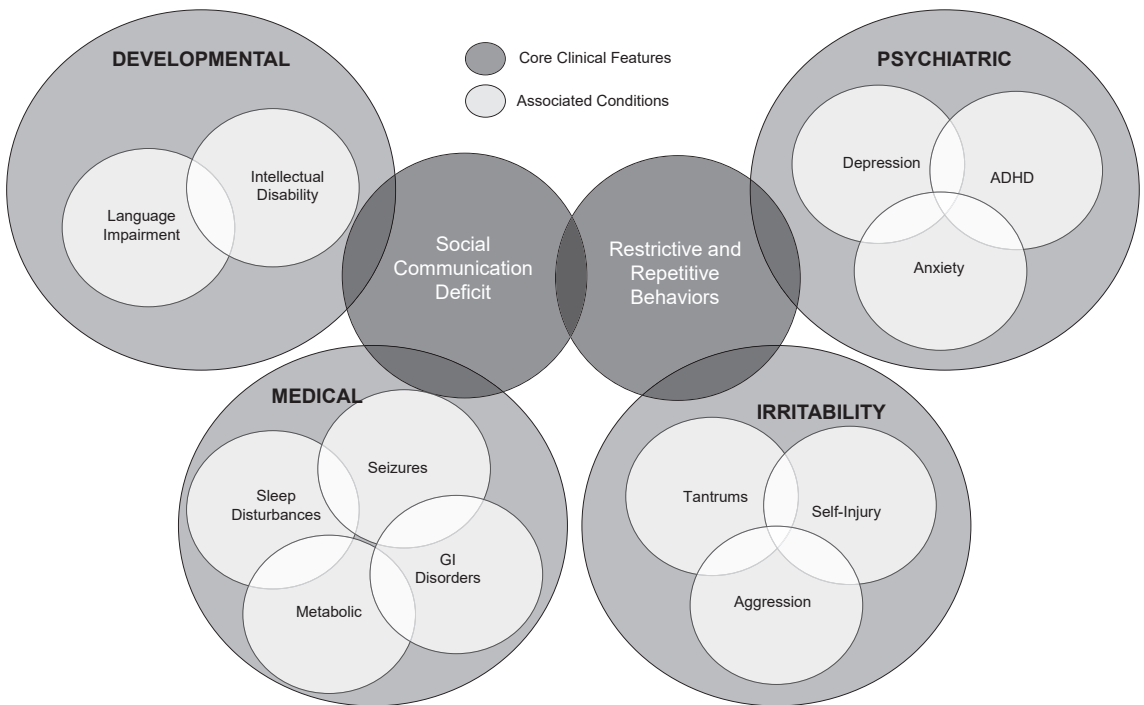 DEVELOPMENTAL
Language
Impairment
Intellectual
Disability
Core Clinical Features
Associated Conditions
PSYCHIATRIC
Depression
ADHD
Anxiety
Social
Communication
Deficit
Restrictive and
Repetitive
Behaviors
MEDICAL
Seizures
Sleep
Disturbances
GI
Disorders
Metabolic
IRRITABILITY
Tantrums
Self-Injury
Aggression